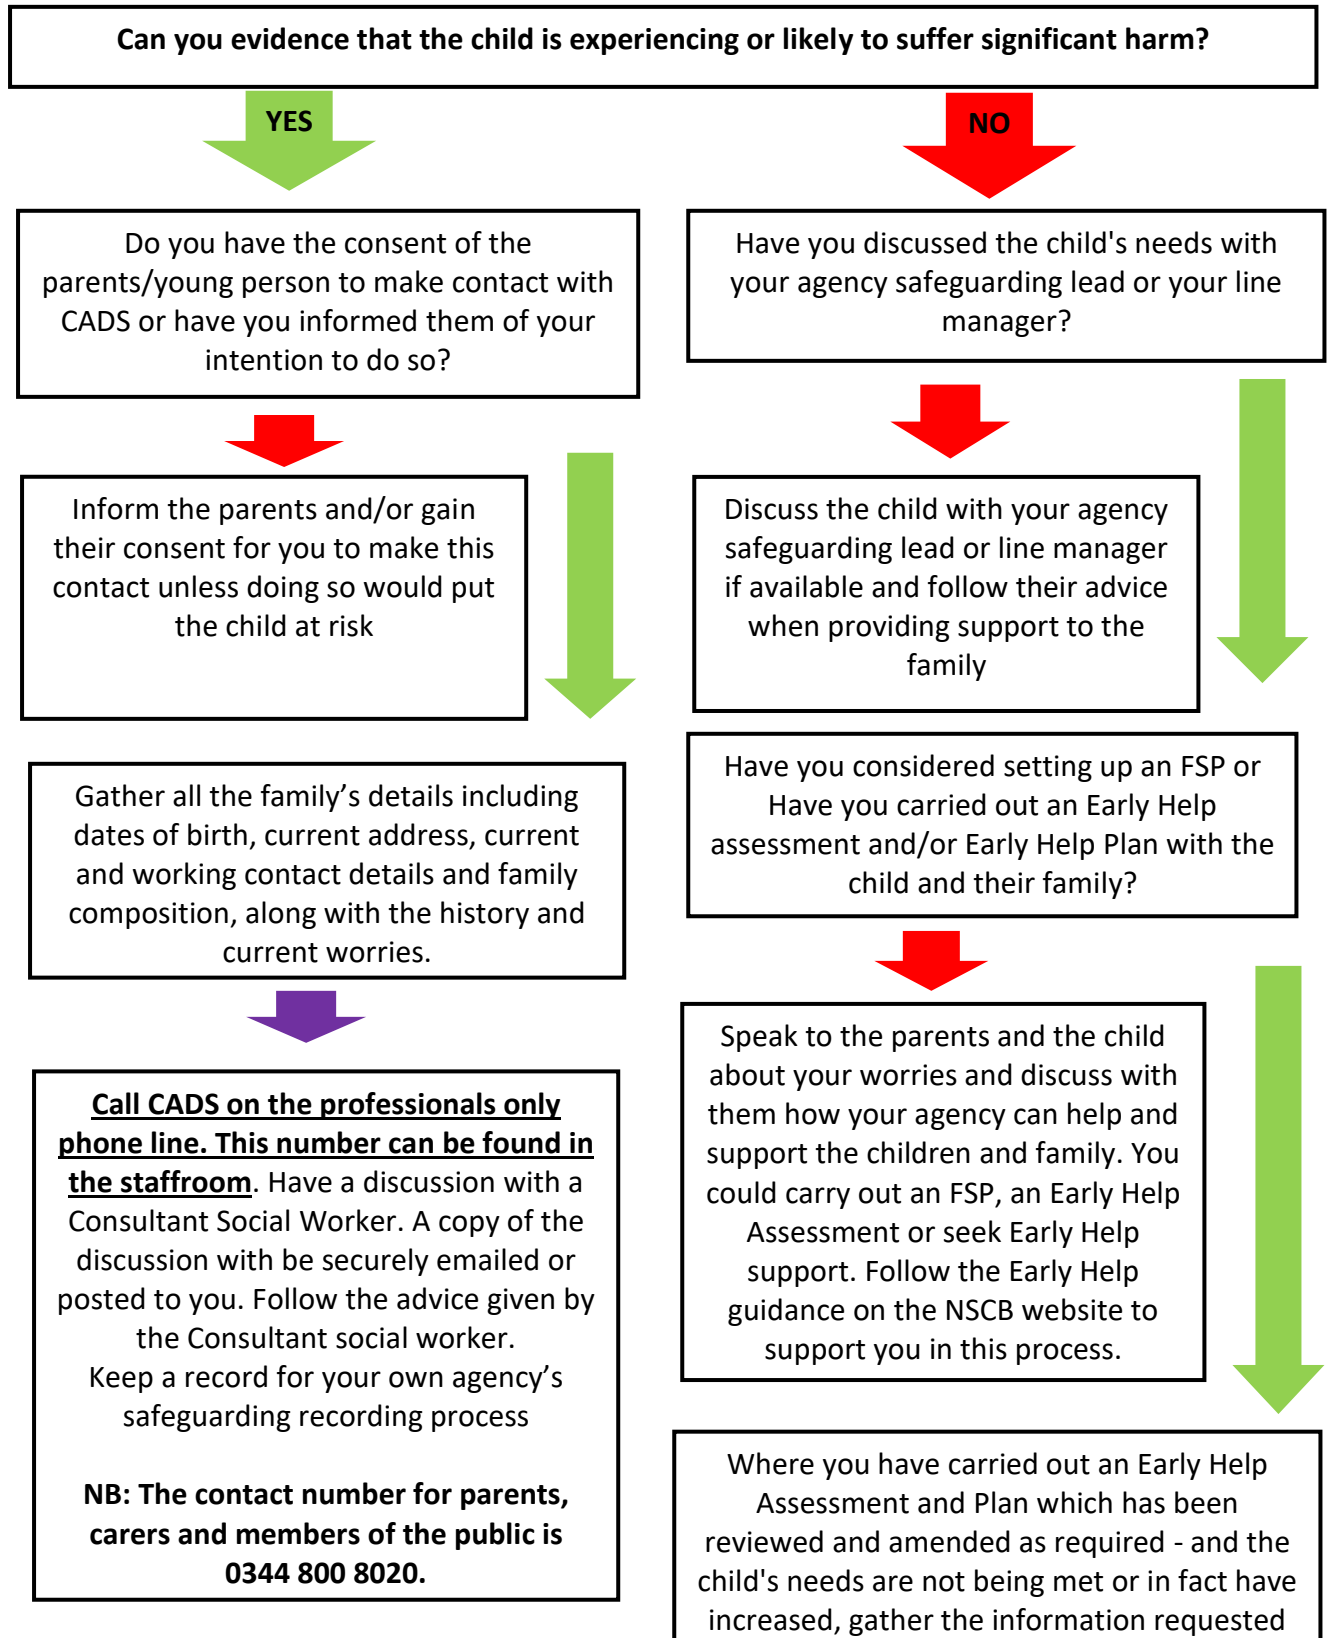 Can you evidence that the child is experiencing or likely to suffer significant harm?
YES
NO
Do you have the consent of the
parents/young person to make contact with
CADS or have you informed them of your
intention to do so?
Have you discussed the child's needs with
your agency safeguarding lead or your line
manager?
Inform the parents and/or gain
their consent for you to make this
contact unless doing so would put
the child at risk
Discuss the child with your agency
safeguarding lead or line manager
if available and follow their advice
when providing support to the
family
Gather all the family’s details including
dates of birth, current address, current
and working contact details and family
composition, along with the history and
current worries.
Have you considered setting up an FSP or
Have you carried out an Early Help
assessment and/or Early Help Plan with the
child and their family?
Call CADS on the professionals only
phone line. This number can be found in
the staffroom. Have a discussion with a
Consultant Social Worker. A copy of the
discussion with be securely emailed or
posted to you. Follow the advice given by
the Consultant social worker.
Keep a record for your own agency’s
safeguarding recording process
NB: The contact number for parents,
carers and members of the public is
0344 800 8020.
Speak to the parents and the child
about your worries and discuss with
them how your agency can help and
support the children and family. You
could carry out an FSP, an Early Help
Assessment or seek Early Help
support. Follow the Early Help
guidance on the NSCB website to
support you in this process.
Where you have carried out an Early Help
Assessment and Plan which has been
reviewed and amended as required - and the
child's needs are not being met or in fact have
increased, gather the information requested